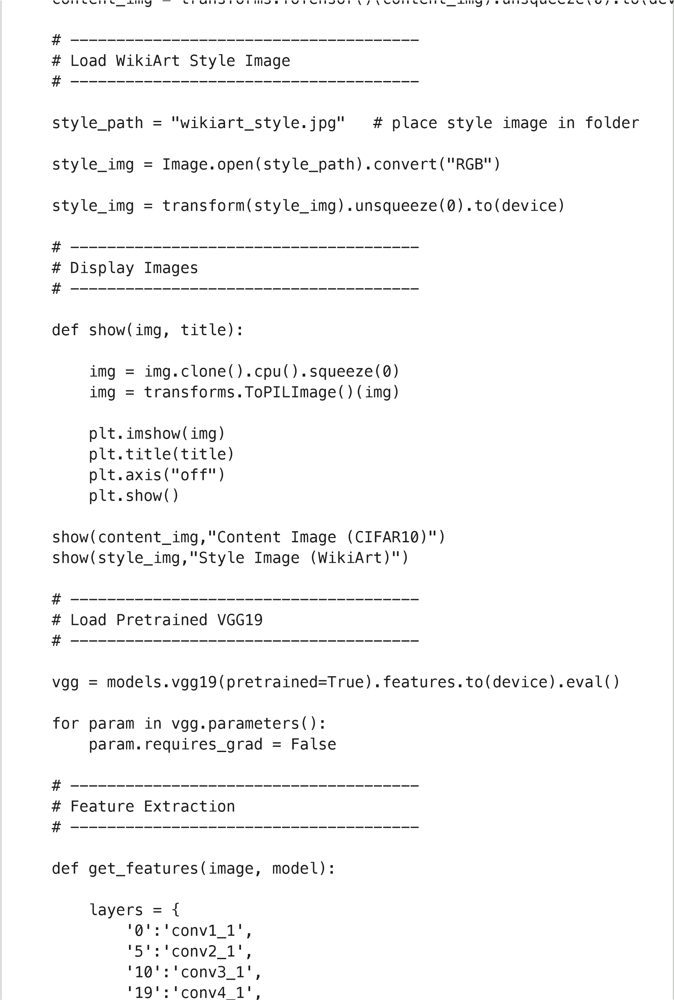 content_img = transforms.ToTensor()(content_img).unsqueeze(0).to(dev
# --------------------------------------
# Load WikiArt Style Image
# --------------------------------------
style_path = "wikiart_style.jpg"   # place style image in folder
style_img = Image.open(style_path).convert("RGB")
style_img = transform(style_img).unsqueeze(0).to(device)
# --------------------------------------
# Display Images
# --------------------------------------
def show(img, title):
    img = img.clone().cpu().squeeze(0)
    img = transforms.ToPILImage()(img)
    plt.imshow(img)
    plt.title(title)
    plt.axis("off")
    plt.show()
show(content_img,"Content Image (CIFAR10)")
show(style_img,"Style Image (WikiArt)")
# --------------------------------------
# Load Pretrained VGG19
# --------------------------------------
vgg = models.vgg19(pretrained=True).features.to(device).eval()
for param in vgg.parameters():
    param.requires_grad = False
# --------------------------------------
# Feature Extraction
# --------------------------------------
def get_features(image, model):
    layers = {
        '0':'conv1_1',
        '5':'conv2_1',
        '10':'conv3_1',
        '19':'conv4_1',